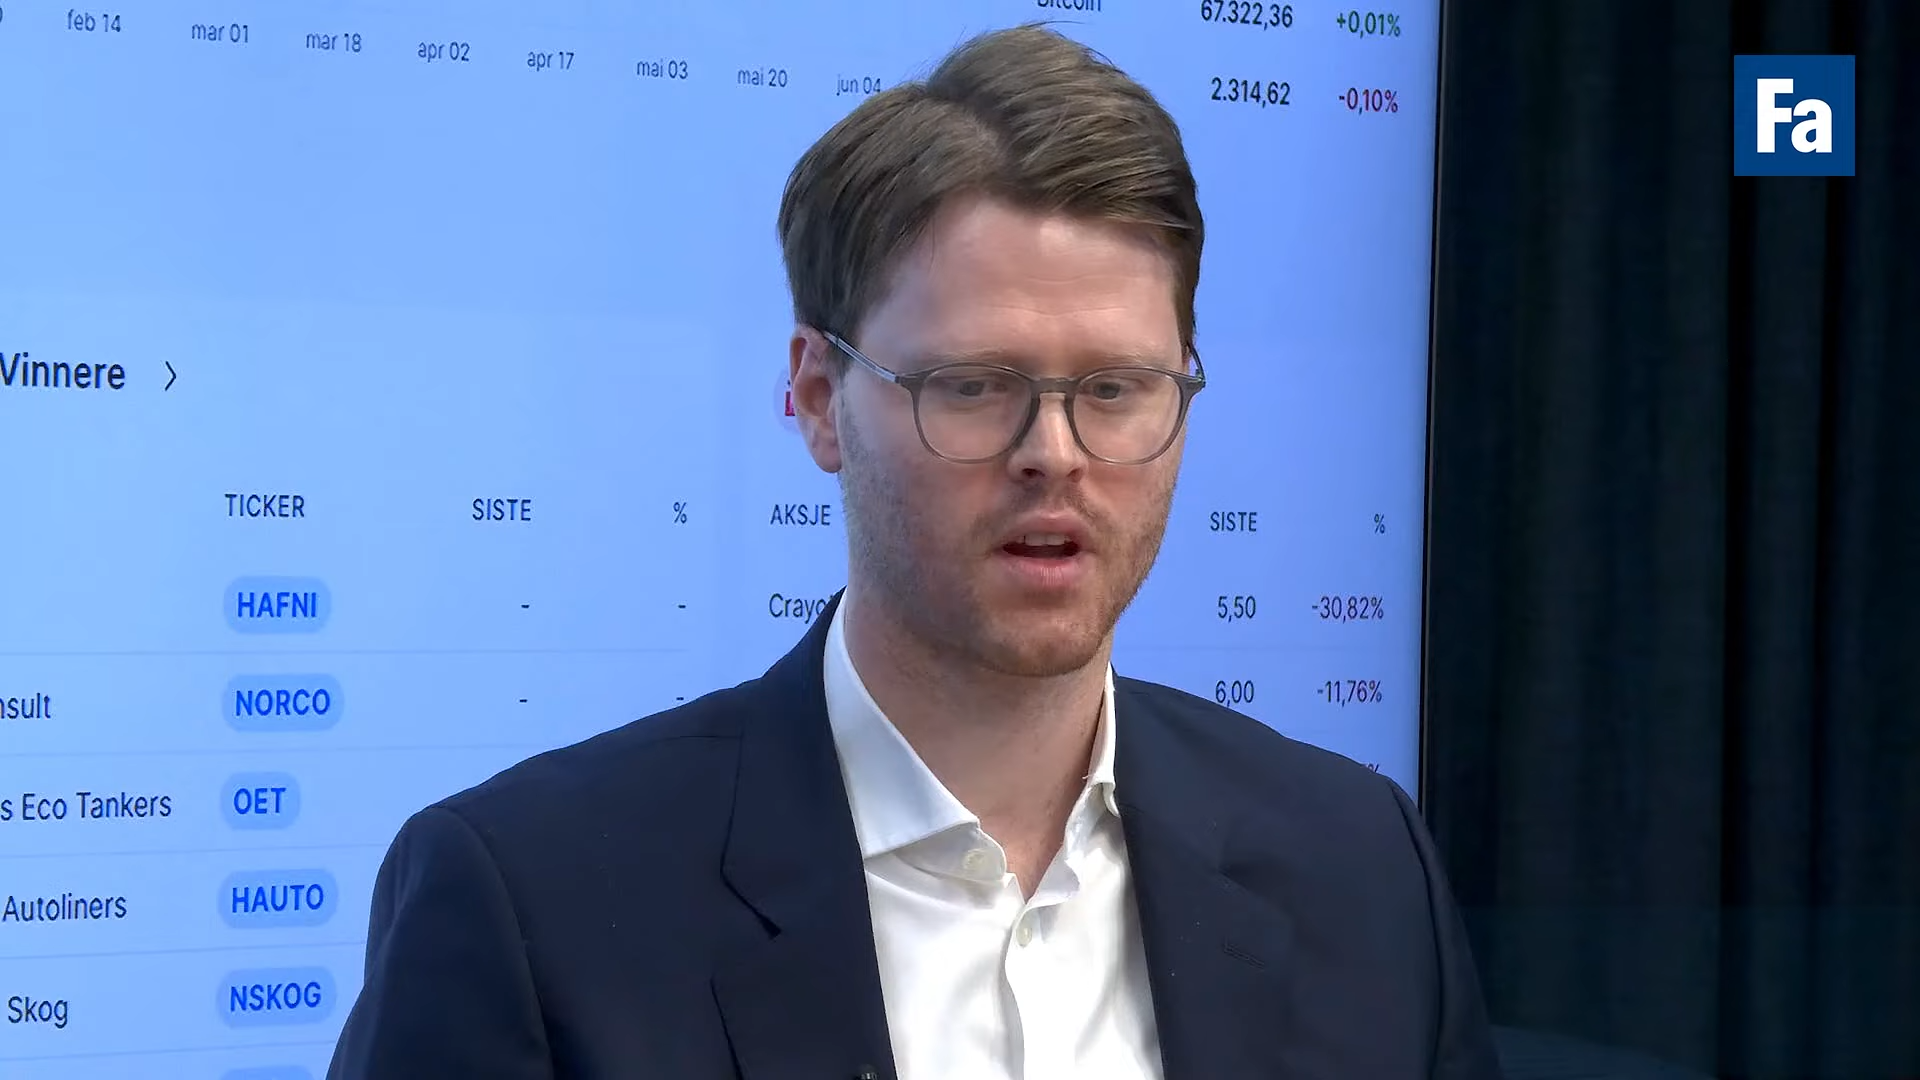 feb 14 mar 01 mar 18 apr 02 apr 17 mai 03 mai 20 jun 04
Bitcoin 67.322,36 +0,01%
2.314,62 -0,10%
Fa
Vinnere >
TICKER SISTE %
HAFNI - -
NORCO - -
s Eco Tankers OET
Autoliners HAUTO
Skog NSKOG
AKSJE SISTE %
5,50 -30,82%
6,00 -11,76%